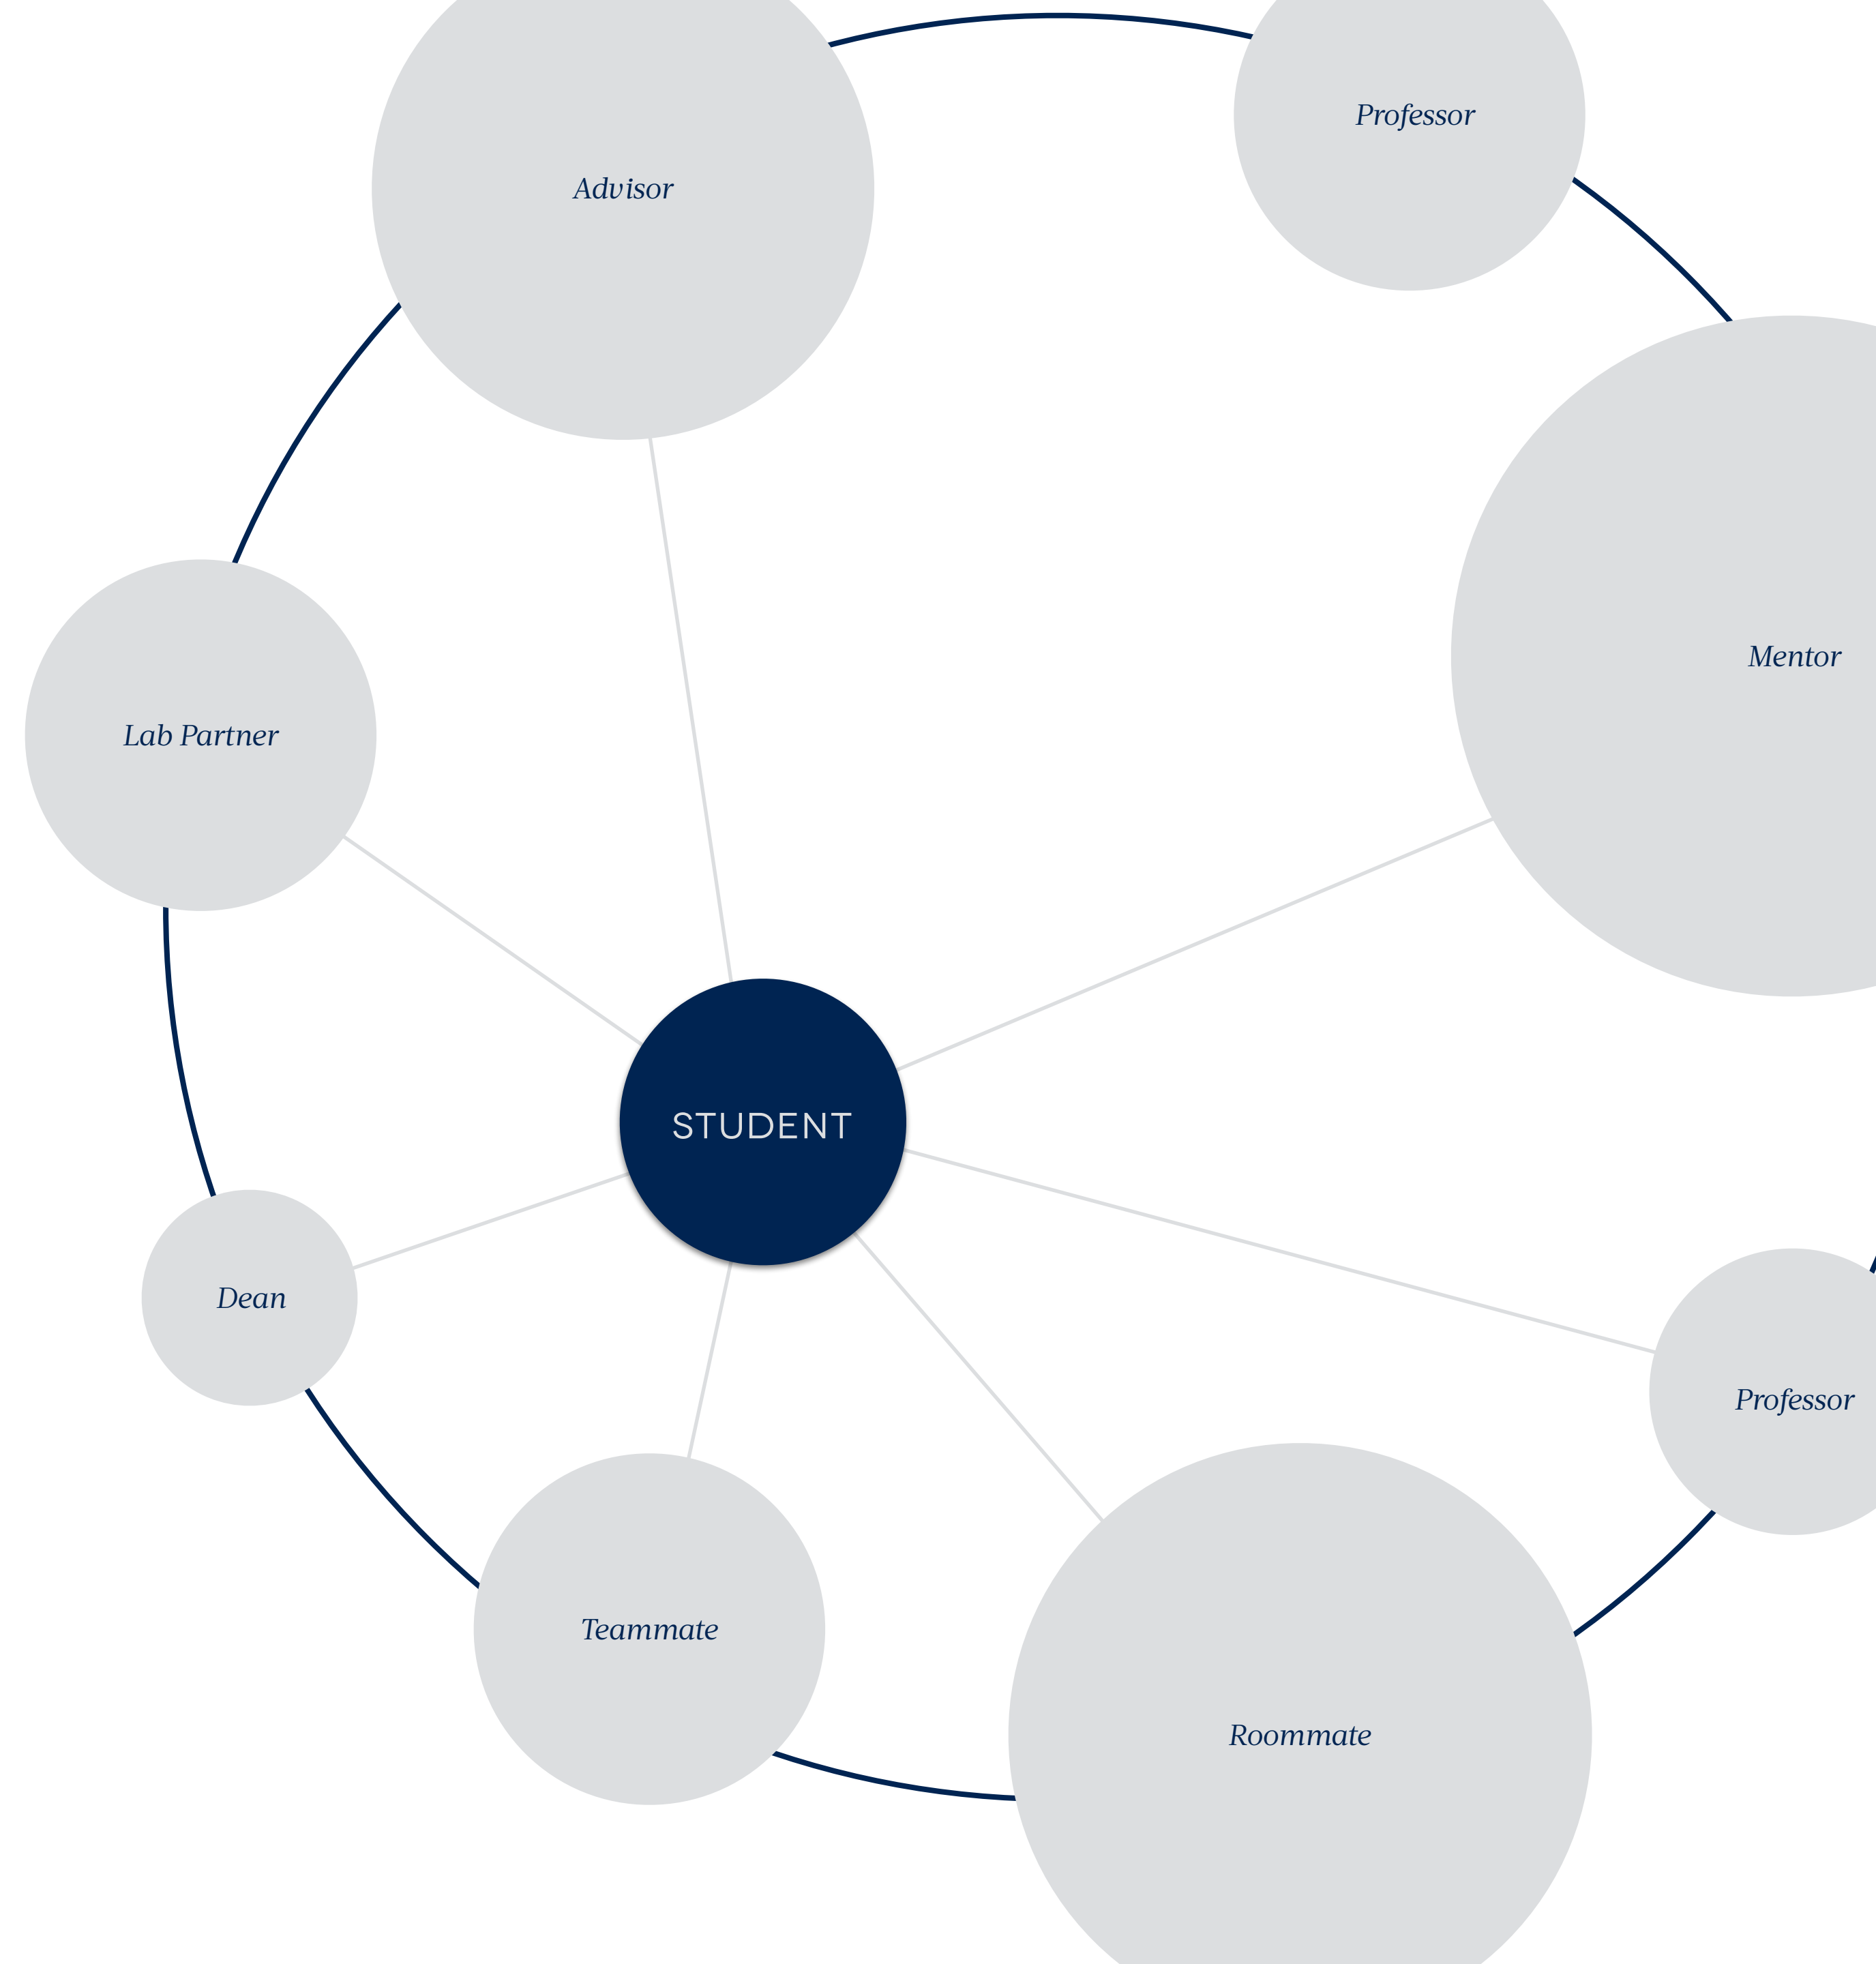 Professor
Advisor
Mentor
Lab Partner
STUDENT
Dean
Professor
Teammate
Roommate